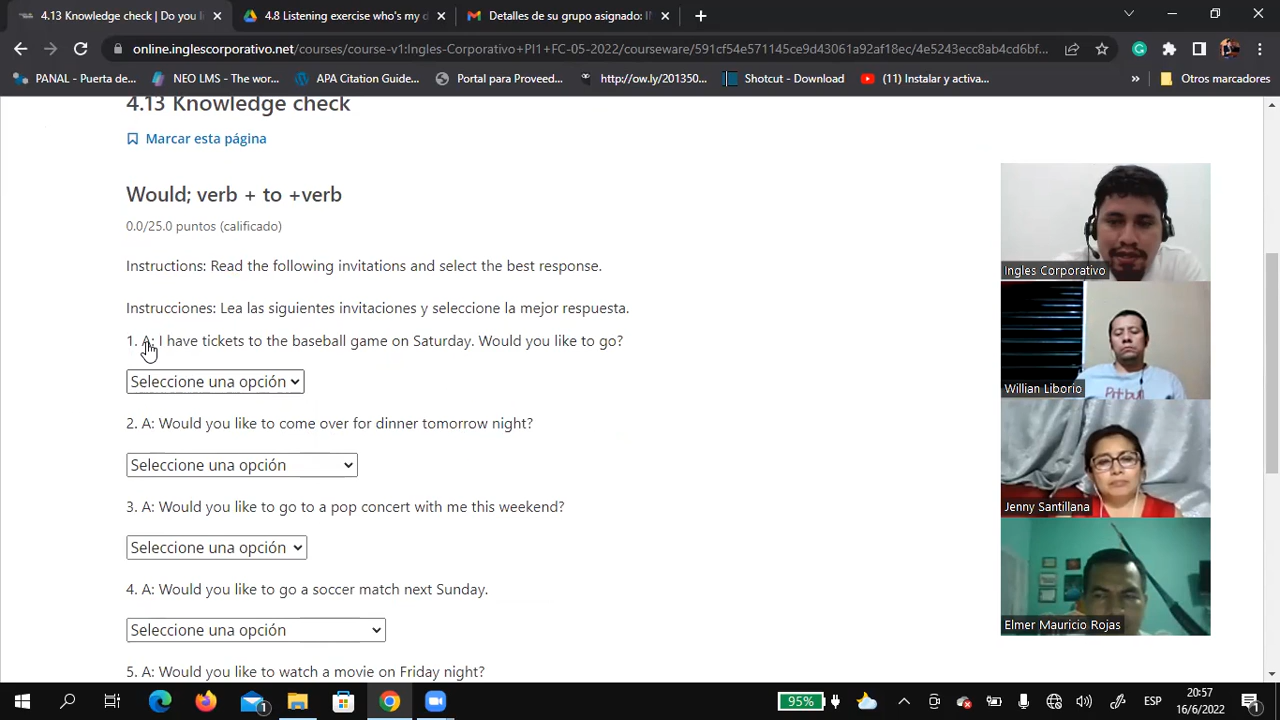 4.13 Knowledge check | Do you l
4.8 Listening exercise who's my d
Detalles de su grupo asignado: I
online.inglescorporativo.net/courses/course-v1:Ingles-Corporativo+PI1+FC-05-2022/courseware/591cf54e571145ce9d43061a92af18ec/4e5243ecc8ab4cd6bf...
PANAL - Puerta de...
NEO LMS - The wor...
APA Citation Guide...
Portal para Proveed...
http://ow.ly/201350...
Shotcut - Download
(11) Instalar y activa...
»
Otros marcadores
4.13 Knowledge check
Marcar esta página
Would; verb + to +verb
0.0/25.0 puntos (calificado)
Instructions: Read the following invitations and select the best response.
Instrucciones: Lea las siguientes invitaciones y seleccione la mejor respuesta.
1. A: I have tickets to the baseball game on Saturday. Would you like to go?
Seleccione una opción
2. A: Would you like to come over for dinner tomorrow night?
Seleccione una opción
3. A: Would you like to go to a pop concert with me this weekend?
Seleccione una opción
4. A: Would you like to go a soccer match next Sunday.
Seleccione una opción
5. A: Would you like to watch a movie on Friday night?
Ingles Corporativo
Willian Liborio
Jenny Santillana
Elmer Mauricio Rojas
1
95%
ESP
20:57
16/6/2022
1